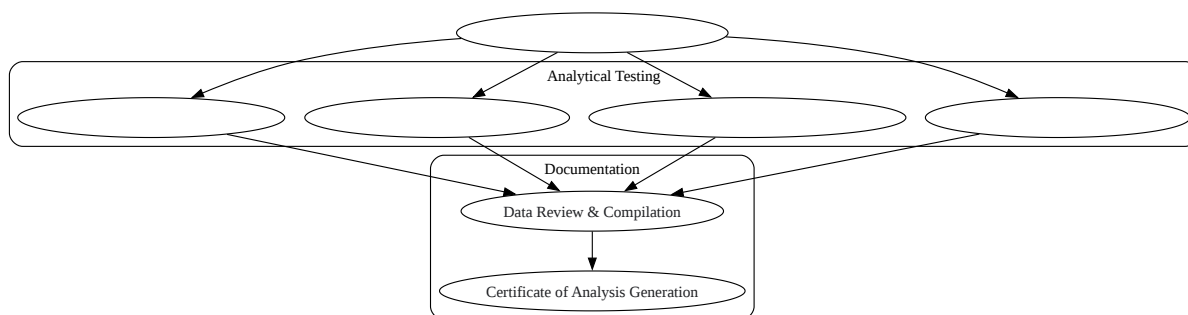 Analytical Testing
Documentation
Data Review & Compilation
Certificate of Analysis Generation